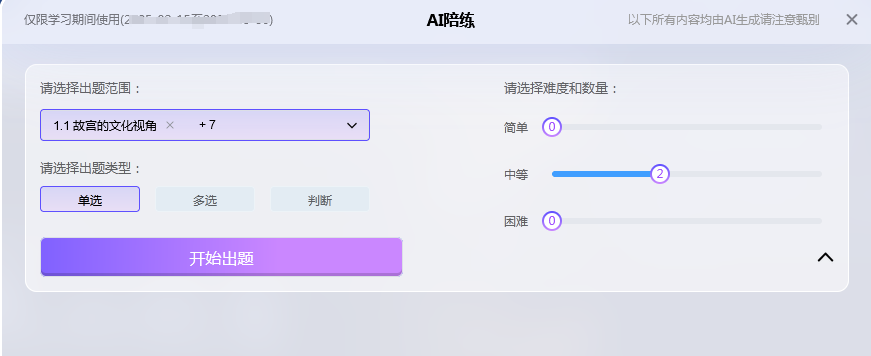 仅限学习期间使用(2
AI陪练
以下所有内容均由AI生成请注意甄别
请选择出题范围：
1.1 故宫的文化视角 × + 7
请选择出题类型：
单选 多选 判断
开始出题
请选择难度和数量：
简单 0
中等 2
困难 0